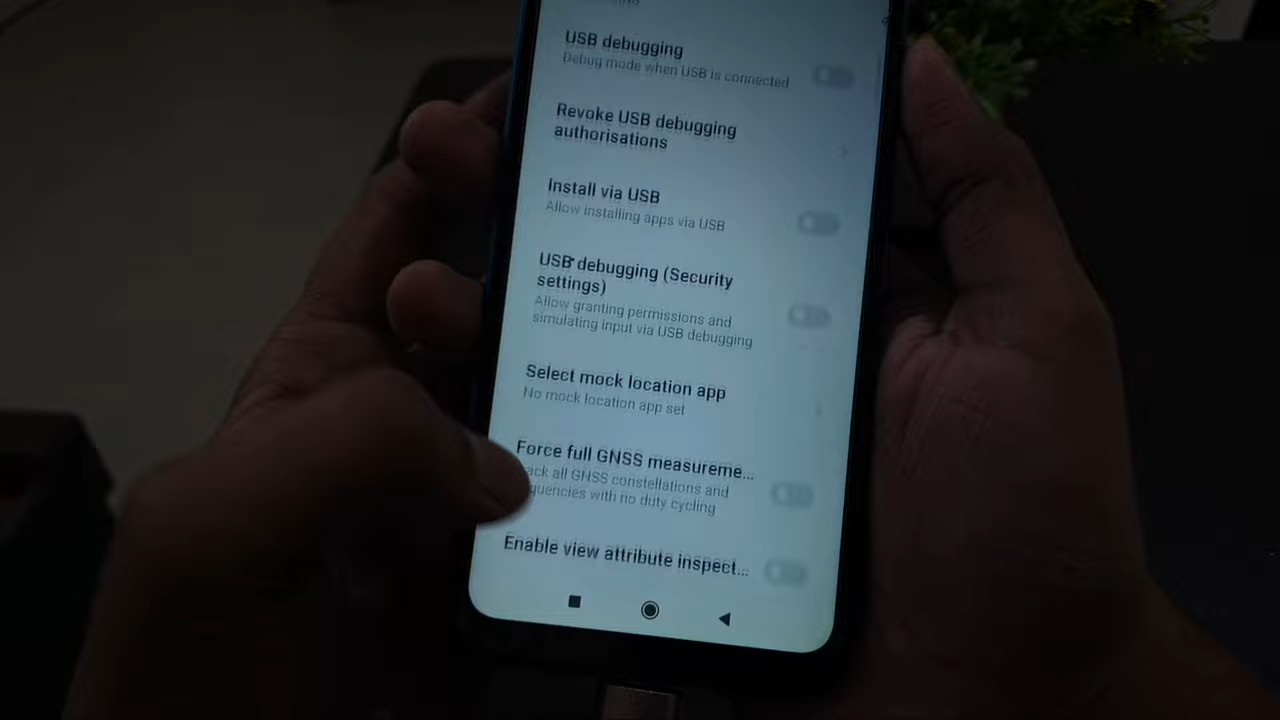 USB debugging
Debug mode when USB is connected
Revoke USB debugging
authorisations
Install via USB
Allow installing apps via USB
USB debugging (Security
settings)
Allow granting permissions and
simulating input via USB debugging
Select mock location app
No mock location app set
Force full GNSS measureme...
all GNSS constellations and
with no duty cycling
Enable view attribute inspect...